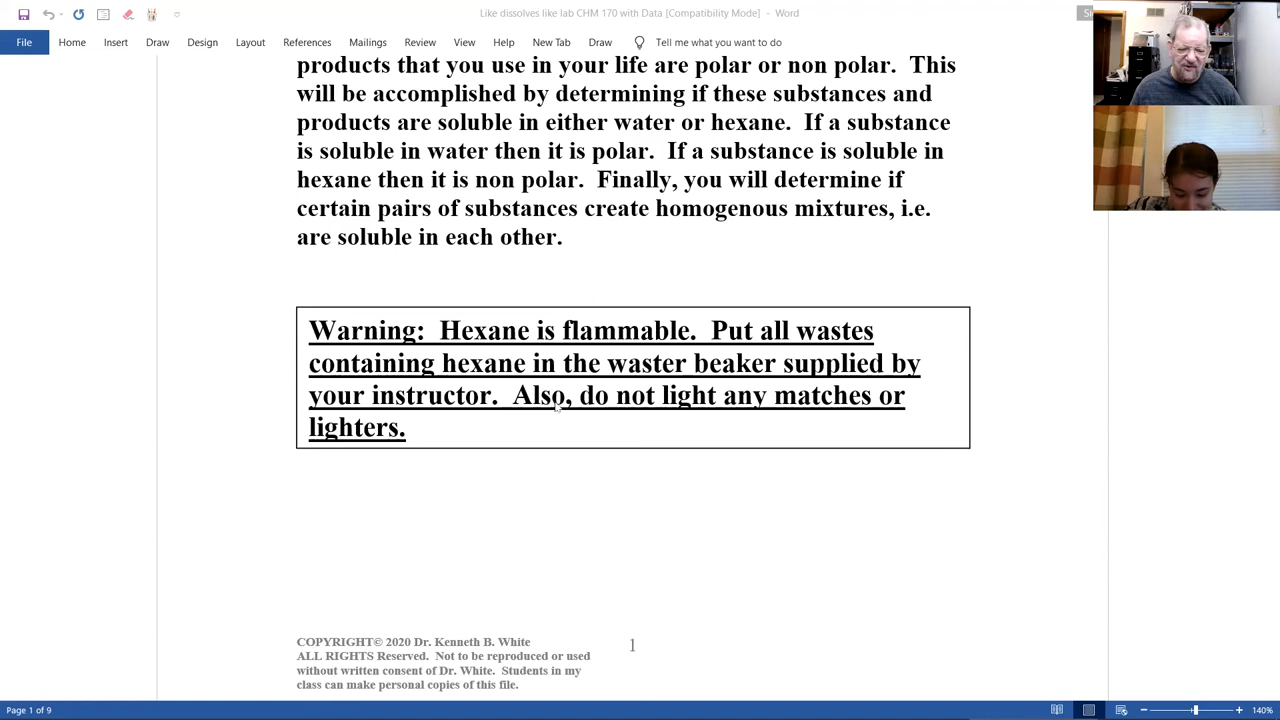 Like dissolves like lab CHM 170 with Data [Compatibility Mode] - Word
File Home Insert Draw Design Layout References Mailings Review View Help New Tab Draw Tell me what you want to do
products that you use in your life are polar or non polar. This
will be accomplished by determining if these substances and
products are soluble in either water or hexane. If a substance
is soluble in water then it is polar. If a substance is soluble in
hexane then it is non polar. Finally, you will determine if
certain pairs of substances create homogenous mixtures, i.e.
are soluble in each other.
Warning: Hexane is flammable. Put all wastes
containing hexane in the waster beaker supplied by
your instructor. Also, do not light any matches or
lighters.
COPYRIGHT© 2020 Dr. Kenneth B. White
ALL RIGHTS Reserved. Not to be reproduced or used
without written consent of Dr. White. Students in my
class can make personal copies of this file.
1
Page 1 of 9
140%